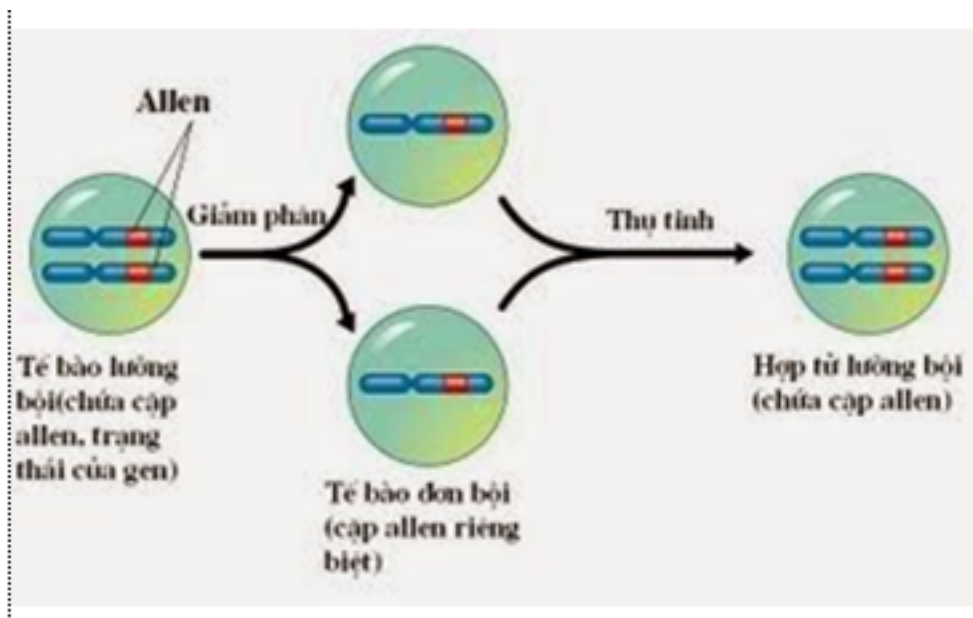 Allen
Giảm phân
Thụ tinh
Tế bào lưỡng
bội(chứa cặp
allen, trạng
thái của gen)
Tế bào đơn bội
(cặp allen riêng
biệt)
Hợp tử lưỡng bội
(chứa cặp allen)